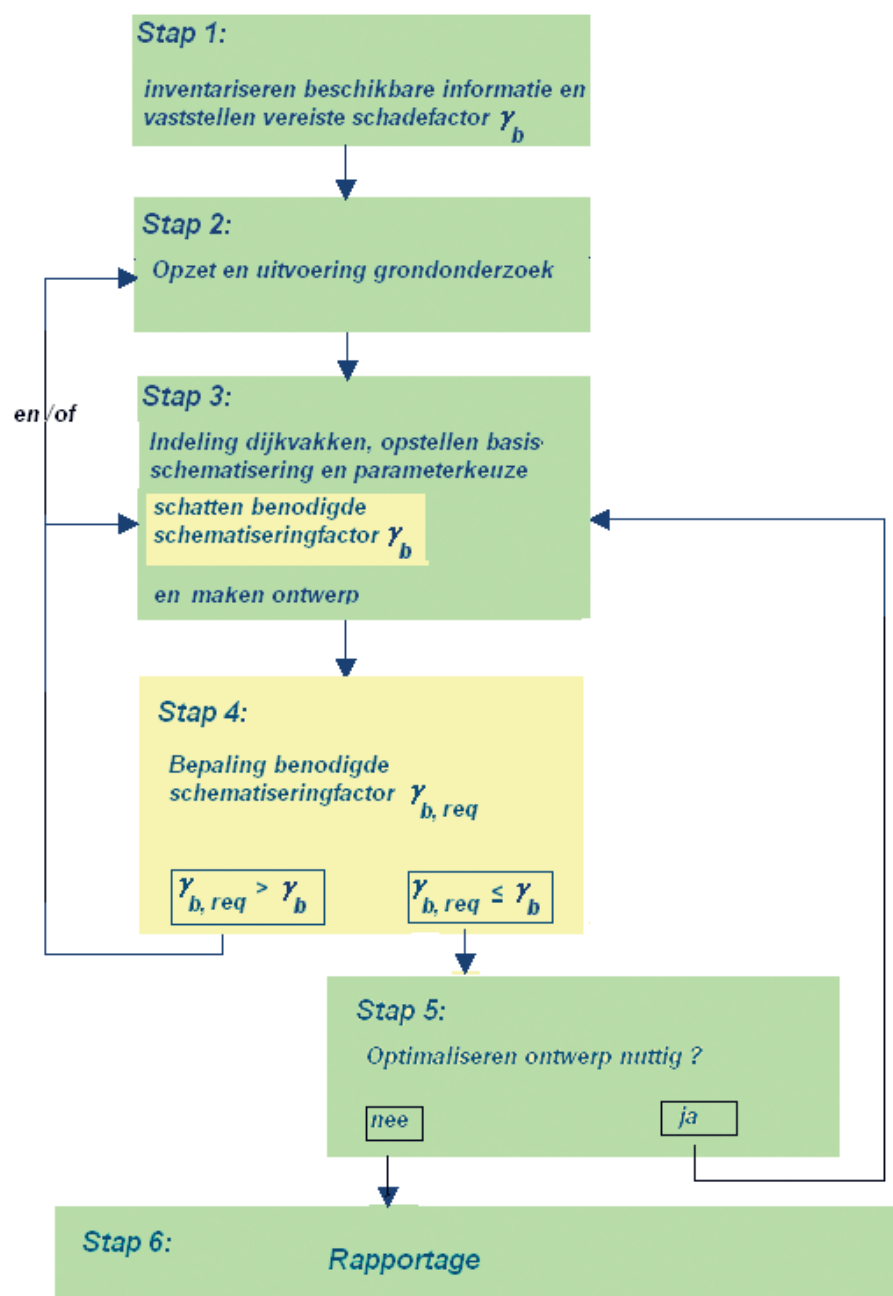 Stap 1:
inventariseren beschikbare informatie en
vaststellen vereiste schadefactor γb
Stap 2:
Opzet en uitvoering grondonderzoek
en /of
Stap 3:
Indeling dijkvakken, opstellen basis-
schematisering en parameterkeuze
schatten benodigde
schematiseringfactor γb
en maken ontwerp
Stap 4:
Bepaling benodigde
schematiseringfactor γb, req
γb, req > γb
γb, req ≤ γb
Stap 5:
Optimaliseren ontwerp nuttig ?
nee
ja
Stap 6:
Rapportage